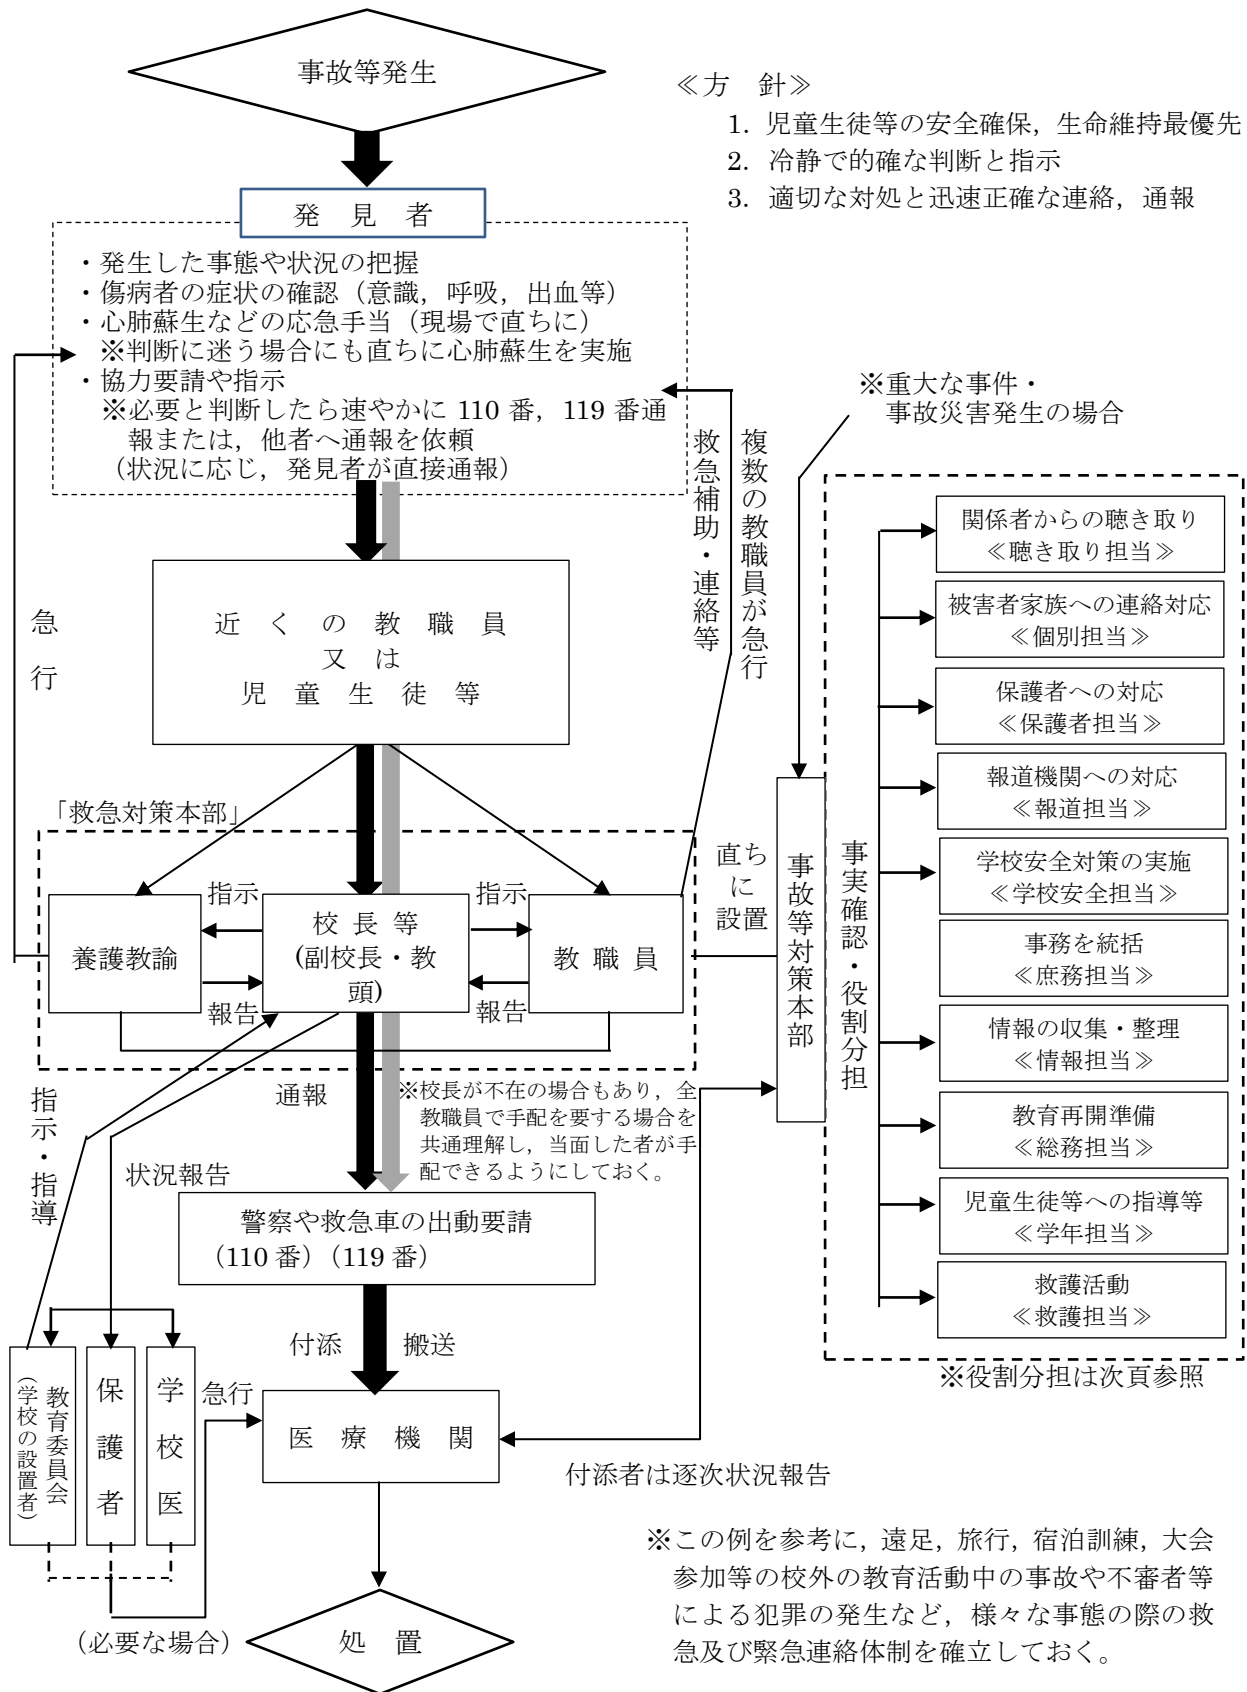 事故等発生
≪方　針≫
1. 児童生徒等の安全確保，生命維持最優先
2. 冷静で的確な判断と指示
3. 適切な対処と迅速正確な連絡，通報
発 見 者
・発生した事態や状況の把握
・傷病者の症状の確認（意識，呼吸，出血等）
・心肺蘇生などの応急手当（現場で直ちに）
※判断に迷う場合にも直ちに心肺蘇生を実施
・協力要請や指示
※必要と判断したら速やかに 110 番，119 番通
報または，他者へ通報を依頼
（状況に応じ，発見者が直接通報）
※重大な事件・
事故災害発生の場合
複数の教職員が急行
救急補助・連絡等
急行
近 く の 教 職 員
又 は
児 童 生 徒 等
「救急対策本部」
養護教諭
指示
報告
校 長 等
(副校長・教
頭)
指示
報告
教 職 員
直ち
に
設置
事故等対策本部
事実確認・役割分担
関係者からの聴き取り
≪聴き取り担当≫
被害者家族への連絡対応
≪個別担当≫
保護者への対応
≪保護者担当≫
報道機関への対応
≪報道担当≫
学校安全対策の実施
≪学校安全担当≫
事務を統括
≪庶務担当≫
情報の収集・整理
≪情報担当≫
教育再開準備
≪総務担当≫
児童生徒等への指導等
≪学年担当≫
救護活動
≪救護担当≫
※役割分担は次頁参照
指示・指導
状況報告
通報
※校長が不在の場合もあり，全
教職員で手配を要する場合を
共通理解し，当面した者が手
配できるようにしておく。
警察や救急車の出動要請
（110 番）（119 番）
付添
搬送
教育委員会
（学校の設置者）
保護者
学校医
急行
医 療 機 関
付添者は逐次状況報告
（必要な場合）
処 置
※この例を参考に，遠足，旅行，宿泊訓練，大会
参加等の校外の教育活動中の事故や不審者等
による犯罪の発生など，様々な事態の際の救
急及び緊急連絡体制を確立しておく。